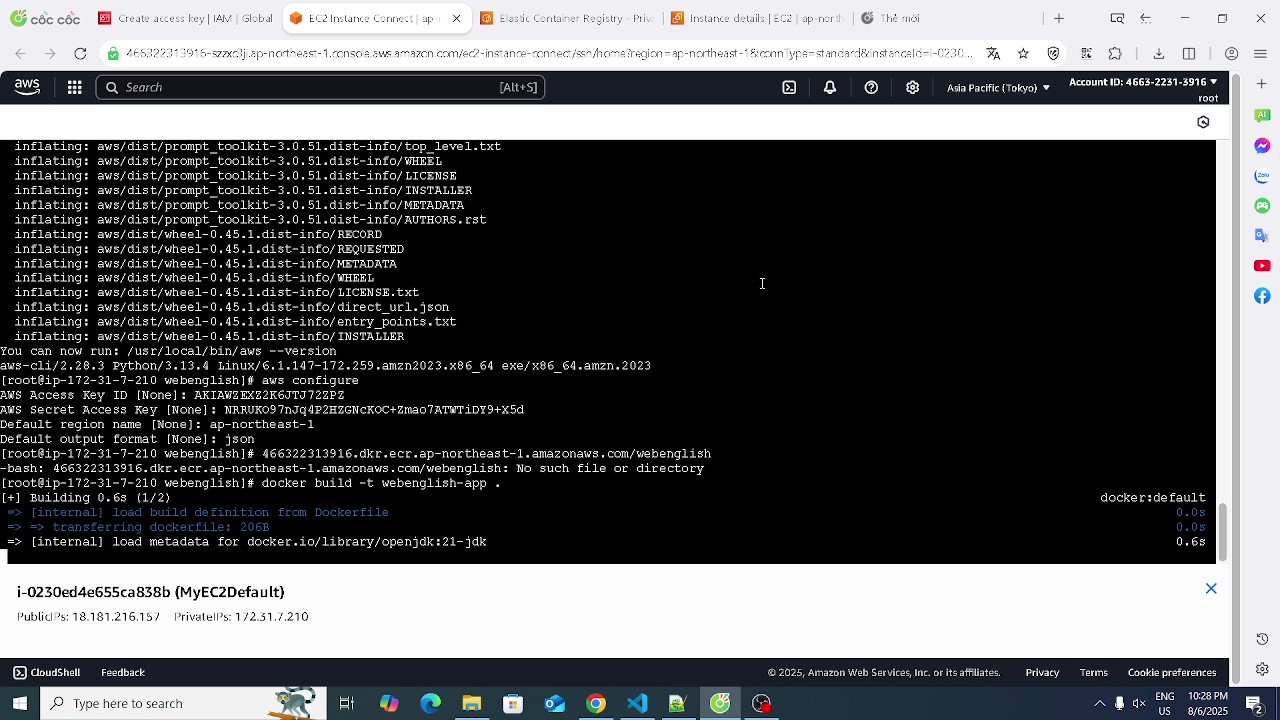 côc côc
Create access key | IAM | Global
EC2 Instance Connect | ap-
Elastic Container Registry - Priva
Instance details | EC2 | ap-north
Thẻ mới
466322313916-szzxc3jj.ap-northeast-1.console.aws.amazon.com/ec2-instance-connect/ssh/home?region=ap-northeast-1&connType=standard&instanceId=i-0230...
aws
Search
[Alt+S]
Asia Pacific (Tokyo)
Account ID: 4663-2231-3916
root
inflating: aws/dist/prompt_toolkit-3.0.51.dist-info/top_level.txt
inflating: aws/dist/prompt_toolkit-3.0.51.dist-info/WHEEL
inflating: aws/dist/prompt_toolkit-3.0.51.dist-info/LICENSE
inflating: aws/dist/prompt_toolkit-3.0.51.dist-info/INSTALLER
inflating: aws/dist/prompt_toolkit-3.0.51.dist-info/METADATA
inflating: aws/dist/prompt_toolkit-3.0.51.dist-info/AUTHORS.rst
inflating: aws/dist/wheel-0.45.1.dist-info/RECORD
inflating: aws/dist/wheel-0.45.1.dist-info/REQUESTED
inflating: aws/dist/wheel-0.45.1.dist-info/METADATA
inflating: aws/dist/wheel-0.45.1.dist-info/WHEEL
inflating: aws/dist/wheel-0.45.1.dist-info/LICENSE.txt
inflating: aws/dist/wheel-0.45.1.dist-info/direct_url.json
inflating: aws/dist/wheel-0.45.1.dist-info/entry_points.txt
inflating: aws/dist/wheel-0.45.1.dist-info/INSTALLER
You can now run: /usr/local/bin/aws --version
aws-cli/2.28.3 Python/3.13.4 Linux/6.1.147-172.259.amzn2023.x86_64 exe/x86_64.amzn.2023
[root@ip-172-31-7-210 webenglish]# aws configure
AWS Access Key ID [None]: AKIAWZEXZ2K6JTJ72ZPZ
AWS Secret Access Key [None]:
Default region name [None]: ap-northeast-1
Default output format [None]: json
[root@ip-172-31-7-210 webenglish]# 466322313916.dkr.ecr.ap-northeast-1.amazonaws.com/webenglish
-bash: 466322313916.dkr.ecr.ap-northeast-1.amazonaws.com/webenglish: No such file or directory
[root@ip-172-31-7-210 webenglish]# docker build -t webenglish-app .
[+] Building 0.6s (1/2) docker:default
=> [internal] load build definition from Dockerfile 0.0s
=> => transferring dockerfile: 206B 0.0s
=> [internal] load metadata for docker.io/library/openjdk:21-jdk 0.6s
i-0230ed4e655ca838b (MyEC2Default)
PublicIPs: 18.181.216.157 PrivateIPs: 172.31.7.210
CloudShell Feedback © 2025, Amazon Web Services, Inc. or its affiliates. Privacy Terms Cookie preferences
Type here to search
ENG
US
10:28 PM
8/6/2025
AI
Zalo
2